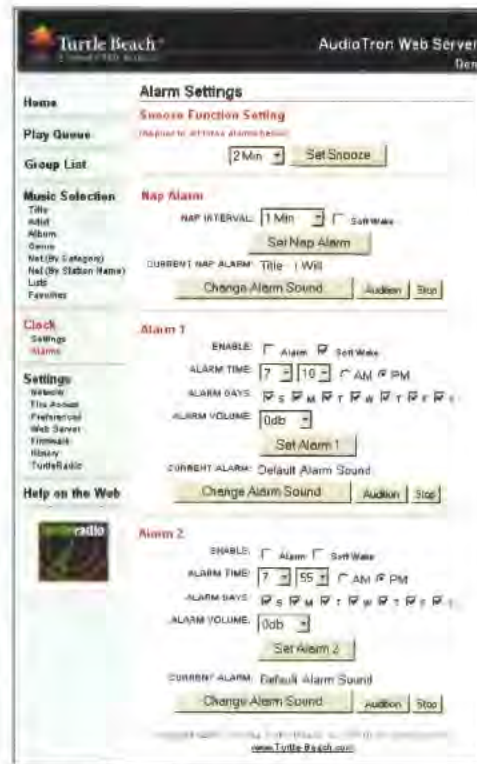 Turtle Beach
AudioTron Web Server
Home
Play Queue
Group List
Music Selection
Title
Artist
Album
Genre
Net (By Category)
Net (By Station Name)
Lists
Favorites
Clock
Settings
Alarms
Settings
Network
File Access
Preferences
Web Server
Firmware
History
TurtleRadio
Help on the Web
radio
Alarm Settings
Snooze Function Setting
2 Min Set Snooze
Nap Alarm
NAP INTERVAL: 1 Min Soft Wake
Set Nap Alarm
CURRENT NAP ALARM: Title I Will
Change Alarm Sound Audition Stop
Alarm 1
ENABLE: Alarm Soft Wake
ALARM TIME: 7 10 AM PM
ALARM DAYS: S M T W T F S
ALARM VOLUME: 0db
Set Alarm 1
CURRENT ALARM: Default Alarm Sound
Change Alarm Sound Audition Stop
Alarm 2
ENABLE: Alarm Soft Wake
ALARM TIME: 7 55 AM PM
ALARM DAYS: S M T W T F
ALARM VOLUME: 0db
Set Alarm 2
CURRENT ALARM: Default Alarm Sound
Change Alarm Sound Audition Stop
www.TurtleBeach.com